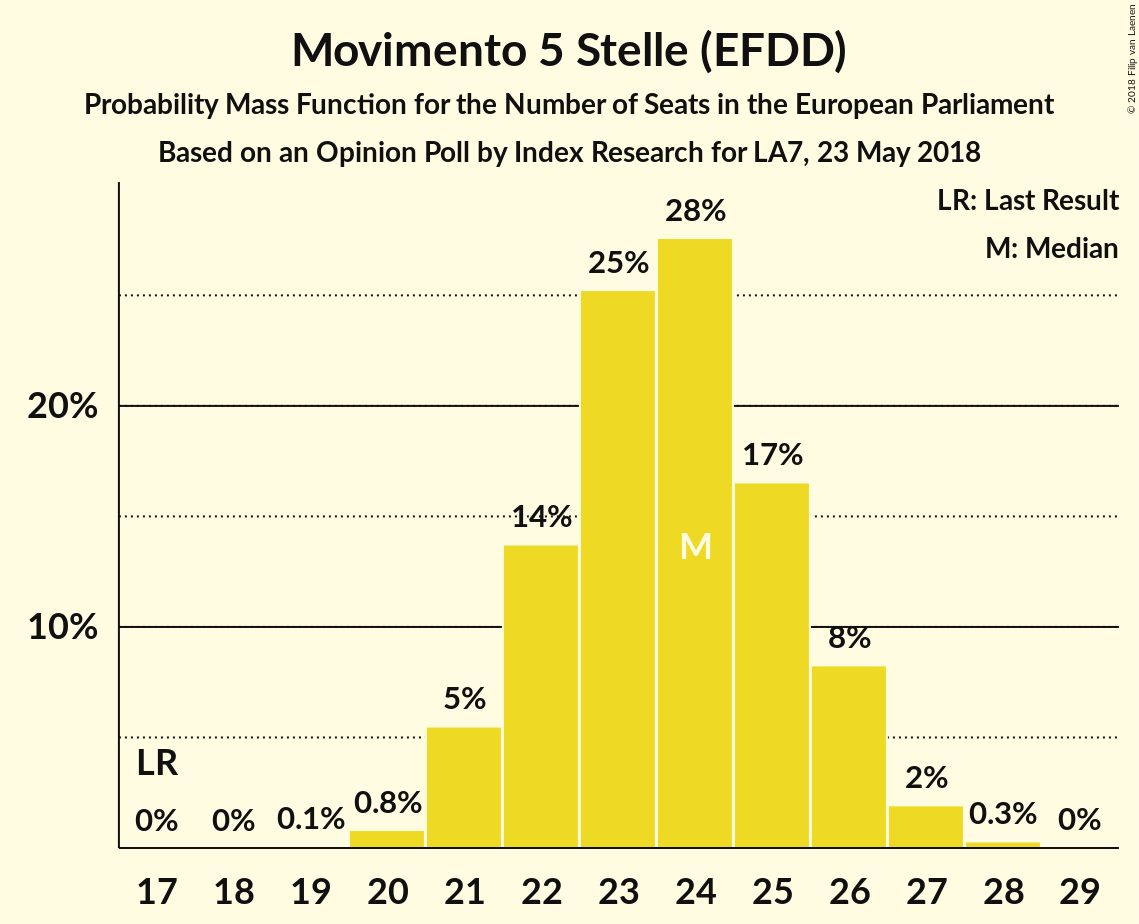 Movimento 5 Stelle (EFDD)
Probability Mass Function for the Number of Seats in the European Parliament
Based on an Opinion Poll by Index Research for LA7, 23 May 2018
© 2018 Filip van Laenen
LR: Last Result
M: Median
28%
25%
20%
17%
14%
M
10%
8%
5%
LR
2%
0%
0%
0.1%
0.8%
0.3%
0%
17 18 19 20 21 22 23 24 25 26 27 28 29